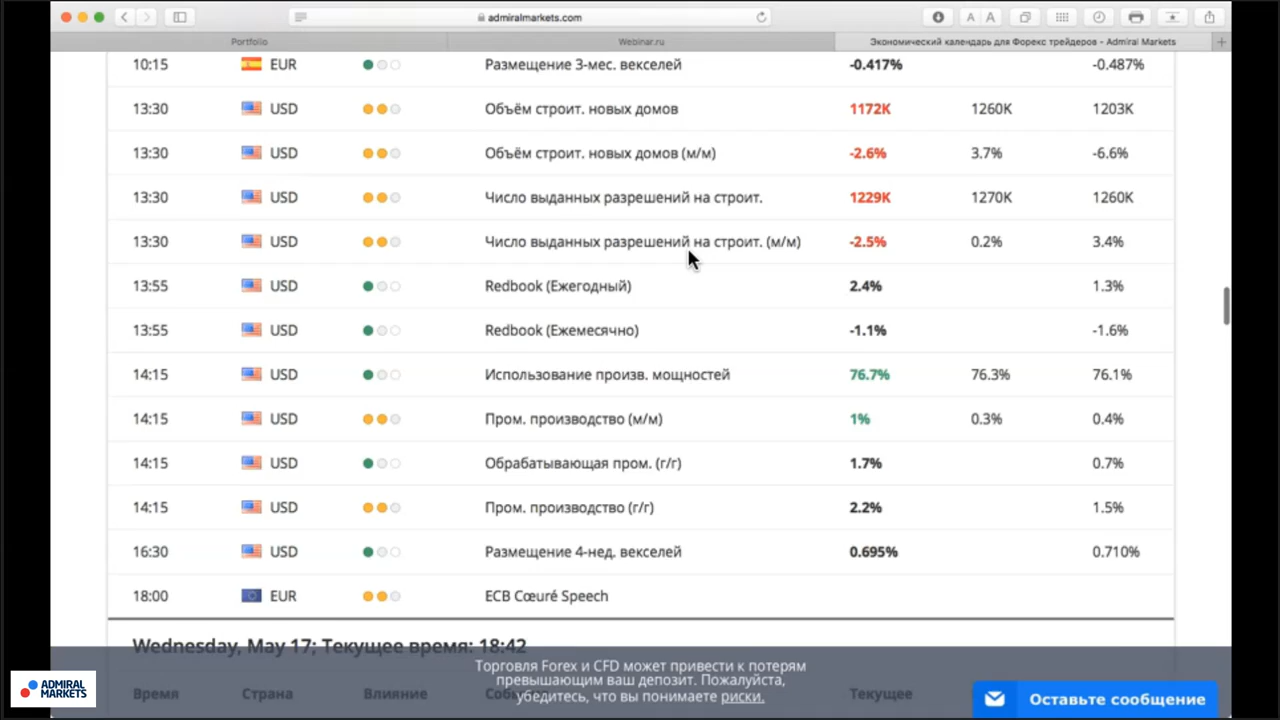 admiralmarkets.com
A A
Portfolio Webinar.ru Экономический календарь для Форекс трейдеров – Admiral Markets
10:15 EUR Размещение 3-мес. векселей -0.417% -0.487%
13:30 USD Объём строит. новых домов 1172K 1260K 1203K
13:30 USD Объём строит. новых домов (м/м) -2.6% 3.7% -6.6%
13:30 USD Число выданных разрешений на строит. 1229K 1270K 1260K
13:30 USD Число выданных разрешений на строит. (м/м) -2.5% 0.2% 3.4%
13:55 USD Redbook (Ежегодный) 2.4% 1.3%
13:55 USD Redbook (Ежемесячно) -1.1% -1.6%
14:15 USD Использование произв. мощностей 76.7% 76.3% 76.1%
14:15 USD Пром. производство (м/м) 1% 0.3% 0.4%
14:15 USD Обрабатывающая пром. (г/г) 1.7% 0.7%
14:15 USD Пром. производство (г/г) 2.2% 1.5%
16:30 USD Размещение 4-нед. векселей 0.695% 0.710%
18:00 EUR ECB Cœuré Speech
Wednesday, May 17; Текущее время: 18:42
Время Страна Влияние Текущее
Торговля Forex и CFD может привести к потерям
превышающим ваш депозит. Пожалуйста,
убедитесь, что вы понимаете риски.
Оставьте сообщение
ADMIRAL
MARKETS